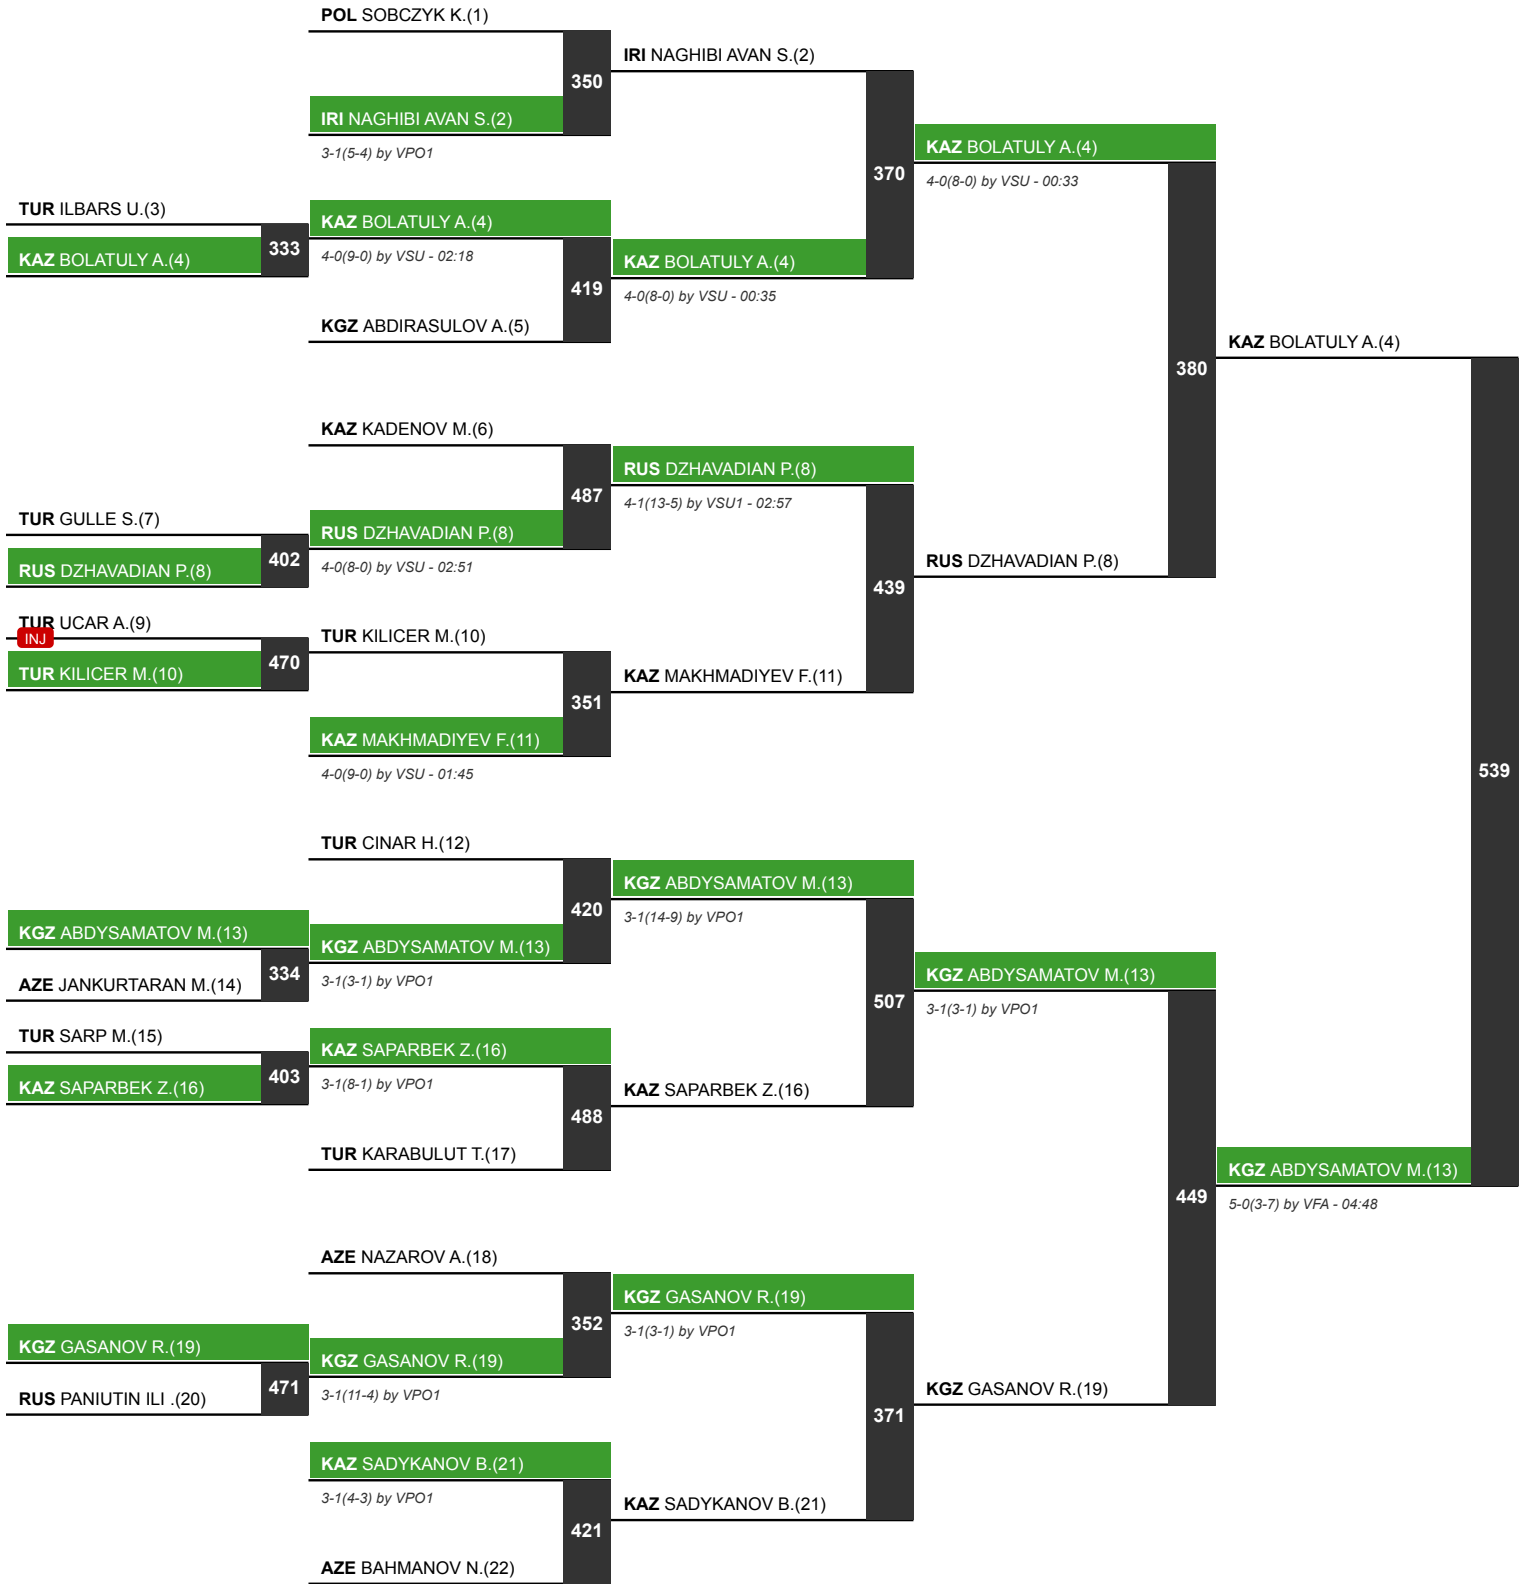 POL SOBCZYK K.(1)
350
IRI NAGHIBI AVAN S.(2)
3-1(5-4) by VPO1
TUR ILBARS U.(3)
333
KAZ BOLATULY A.(4)
KAZ BOLATULY A.(4)
4-0(9-0) by VSU - 02:18
419
KGZ ABDIRASULOV A.(5)
KAZ KADENOV M.(6)
487
TUR GULLE S.(7)
402
RUS DZHAVADIAN P.(8)
RUS DZHAVADIAN P.(8)
4-0(8-0) by VSU - 02:51
TUR UCAR A.(9)
INJ
470
TUR KILICER M.(10)
TUR KILICER M.(10)
351
KAZ MAKHMADIYEV F.(11)
4-0(9-0) by VSU - 01:45
TUR CINAR H.(12)
420
KGZ ABDYSAMATOV M.(13)
334
AZE JANKURTARAN M.(14)
KGZ ABDYSAMATOV M.(13)
3-1(3-1) by VPO1
TUR SARP M.(15)
403
KAZ SAPARBEK Z.(16)
KAZ SAPARBEK Z.(16)
3-1(8-1) by VPO1
488
TUR KARABULUT T.(17)
AZE NAZAROV A.(18)
352
KGZ GASANOV R.(19)
471
RUS PANIUTIN ILI .(20)
KGZ GASANOV R.(19)
3-1(11-4) by VPO1
KAZ SADYKANOV B.(21)
3-1(4-3) by VPO1
421
AZE BAHMANOV N.(22)
IRI NAGHIBI AVAN S.(2)
370
KAZ BOLATULY A.(4)
4-0(8-0) by VSU - 00:35
RUS DZHAVADIAN P.(8)
4-1(13-5) by VSU1 - 02:57
439
KAZ MAKHMADIYEV F.(11)
KGZ ABDYSAMATOV M.(13)
3-1(14-9) by VPO1
507
KAZ SAPARBEK Z.(16)
KGZ GASANOV R.(19)
3-1(3-1) by VPO1
371
KAZ SADYKANOV B.(21)
KAZ BOLATULY A.(4)
4-0(8-0) by VSU - 00:33
380
RUS DZHAVADIAN P.(8)
KGZ ABDYSAMATOV M.(13)
3-1(3-1) by VPO1
449
KGZ GASANOV R.(19)
KAZ BOLATULY A.(4)
539
KGZ ABDYSAMATOV M.(13)
5-0(3-7) by VFA - 04:48